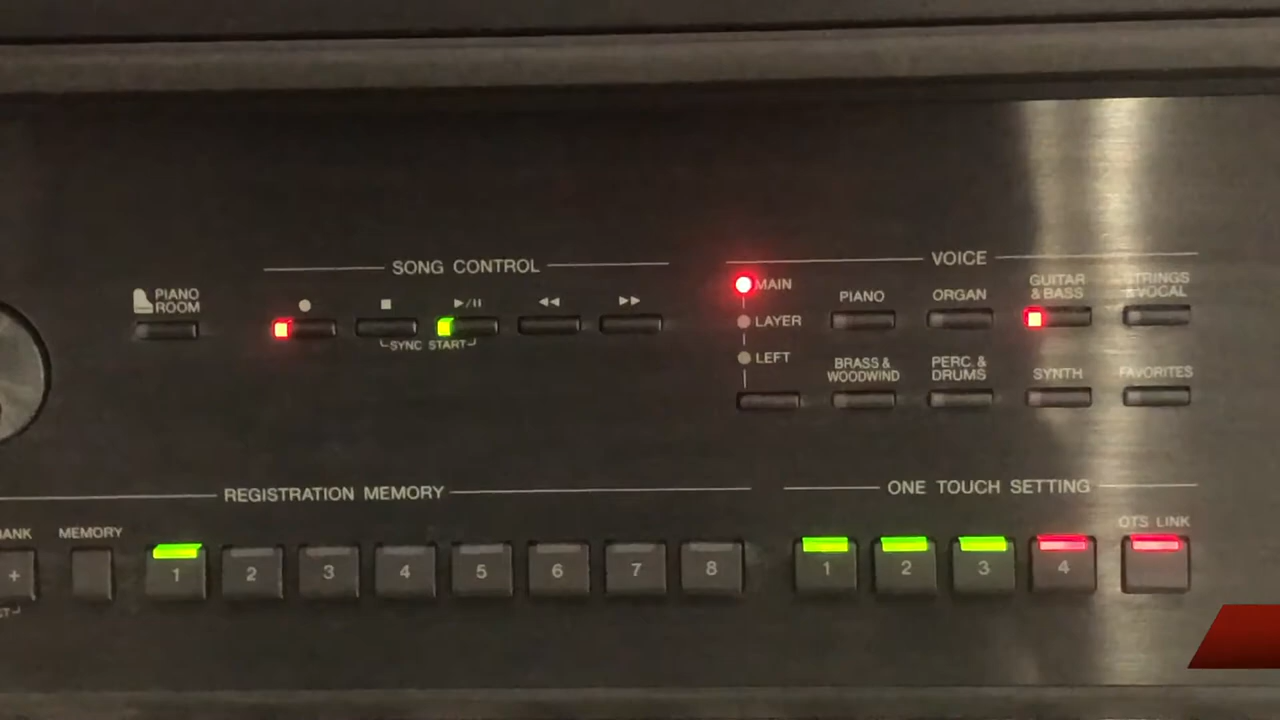 SONG CONTROL
VOICE
PIANO
ROOM
SYNC START
MAIN
LAYER
LEFT
PIANO
ORGAN
GUITAR
& BASS
STRINGS
& VOCAL
BRASS &
WOODWIND
PERC. &
DRUMS
SYNTH
FAVORITES
REGISTRATION MEMORY
ONE TOUCH SETTING
MEMORY
OTS LINK
+
1
2
3
4
5
6
7
8
1
2
3
4